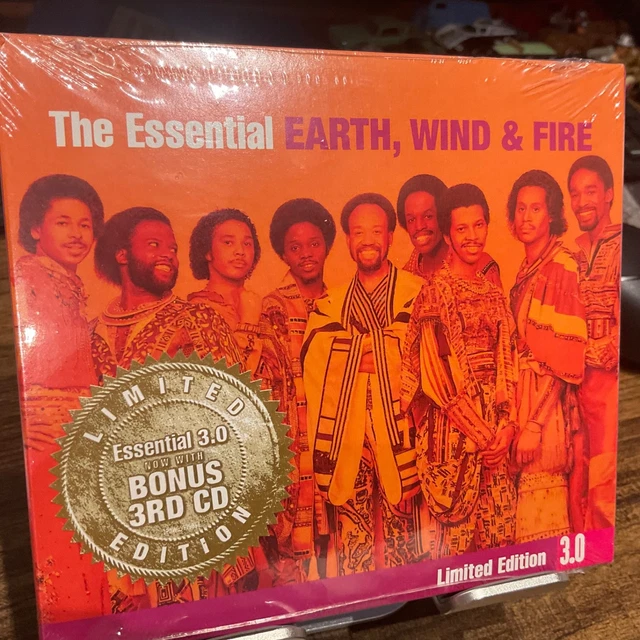 The Essential EARTH, WIND & FIRE
LIMITED
Essential 3.0
NOW WITH
BONUS
3RD CD
EDITION
Limited Edition 3.0